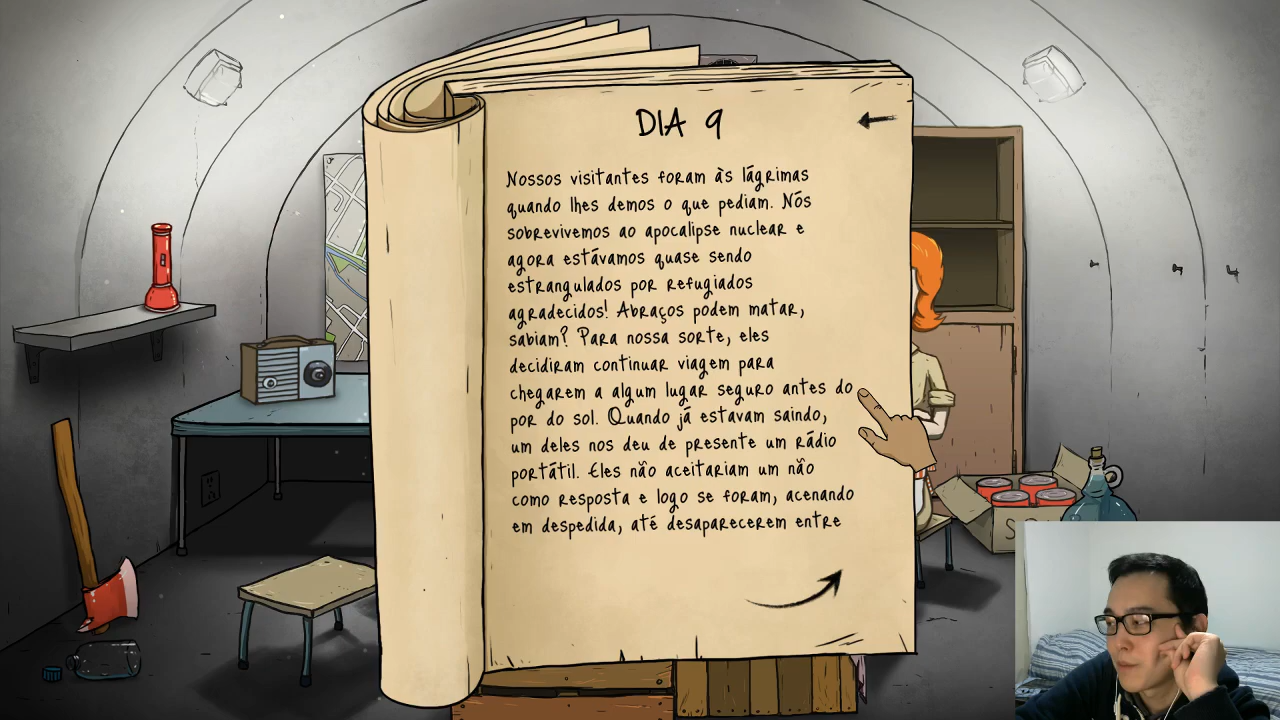 DIA 9
Nossos visitantes foram às lágrimas
quando lhes demos o que pediam. Nós
sobrevivemos ao apocalipse nuclear e
agora estávamos quase sendo
estrangulados por refugiados
agradecidos! Abraços podem matar,
sabiam? Para nossa sorte, eles
decidiram continuar viagem para
chegarem a algum lugar seguro antes do
por do sol. Quando já estavam saindo,
um deles nos deu de presente um rádio
portátil. Eles não aceitariam um não
como resposta e logo se foram, acenando
em despedida, até desaparecerem entre